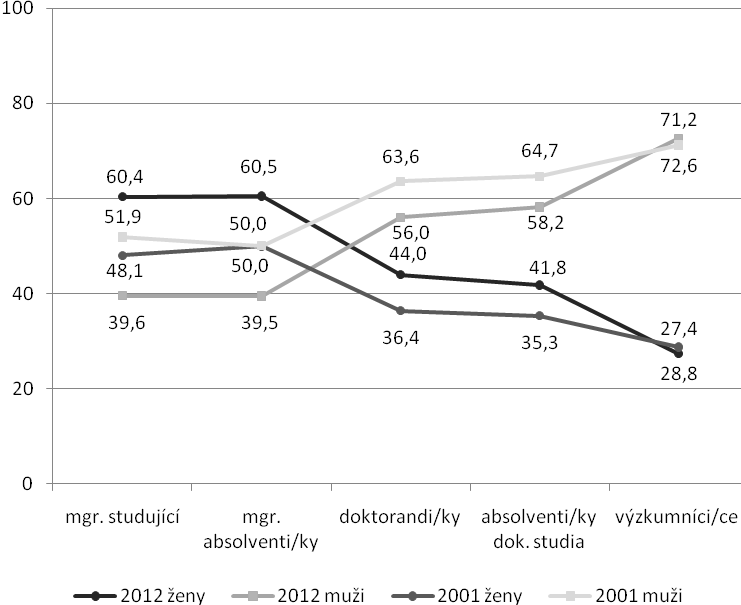 100
80
60
40
20
0
60,4
60,5
51,9
50,0
48,1
50,0
39,6
39,5
63,6
64,7
56,0
58,2
44,0
41,8
36,4
35,3
71,2
72,6
27,4
28,8
mgr. studující
mgr.
absolventi/ky
doktorandi/ky
absolventi/ky
dok. studia
výzkumníci/ce
2012 ženy
2012 muži
2001 ženy
2001 muži